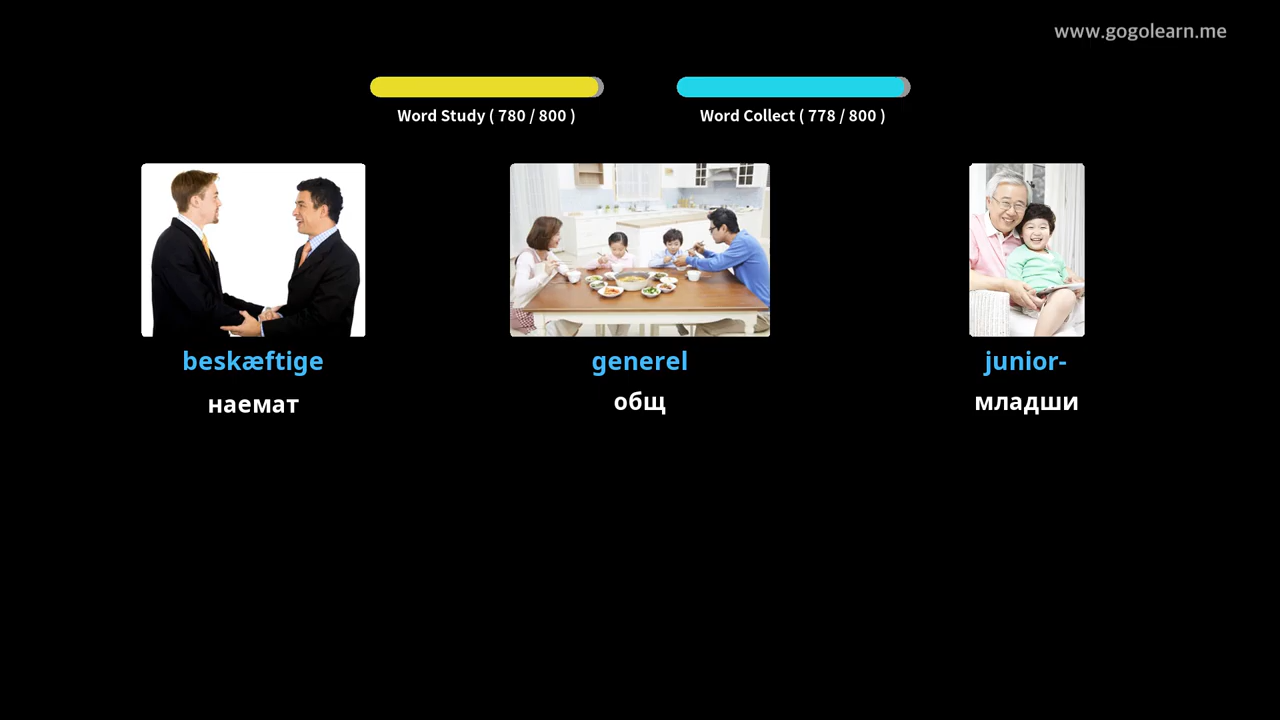 www.gogolearn.me
Word Study ( 780 / 800 )
Word Collect ( 778 / 800 )
beskæftige
generel
junior-
наемат
общ
младши